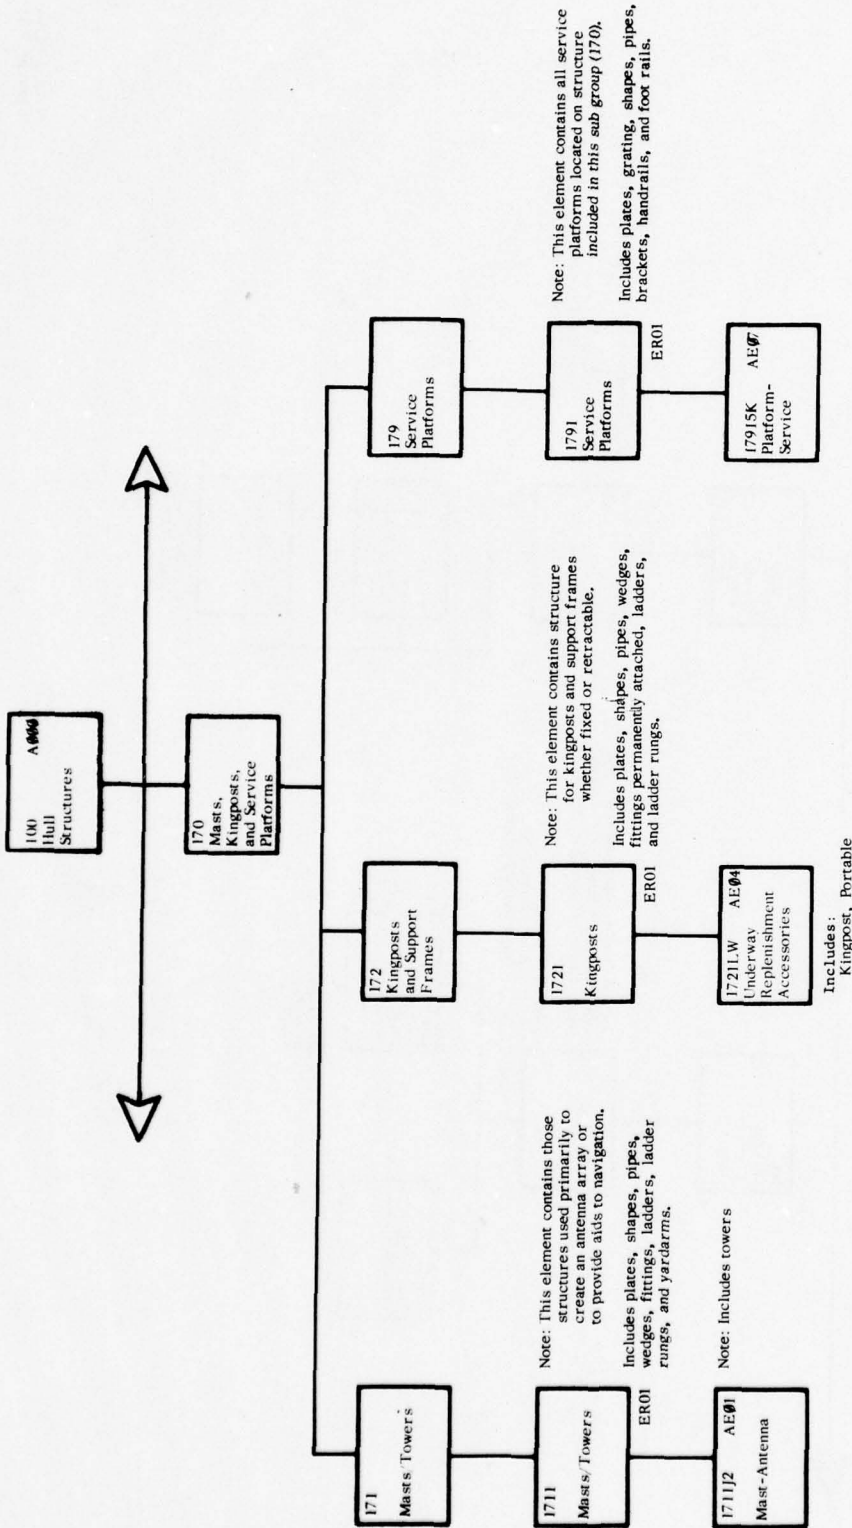 100 A000
Hull
Structures
170
Masts,
Kingposts,
and Service
Platforms
171
Masts/Towers
1711
Masts/Towers
ER01
Note: This element contains those
structures used primarily to
create an antenna array or
to provide aids to navigation.
Includes plates, shapes, pipes,
wedges, fittings, ladders, ladder
rungs, and yardarms.
1711J2 AE01
Mast-Antenna
Note: Includes towers
172
Kingposts
and Support
Frames
1721
Kingposts
ER01
Note: This element contains structure
for kingposts and support frames
whether fixed or retractable.
Includes plates, shapes, pipes, wedges,
fittings permanently attached, ladders,
and ladder rungs.
1721LW AE04
Underway
Replenishment
Accessories
Includes:
Kingpost, Portable
179
Service
Platforms
1791
Service
Platforms
ER01
Note: This element contains all service
platforms located on structure
included in this sub group (170).
Includes plates, grating, shapes, pipes,
brackets, handrails, and foot rails.
17915K AE07
Platform-
Service